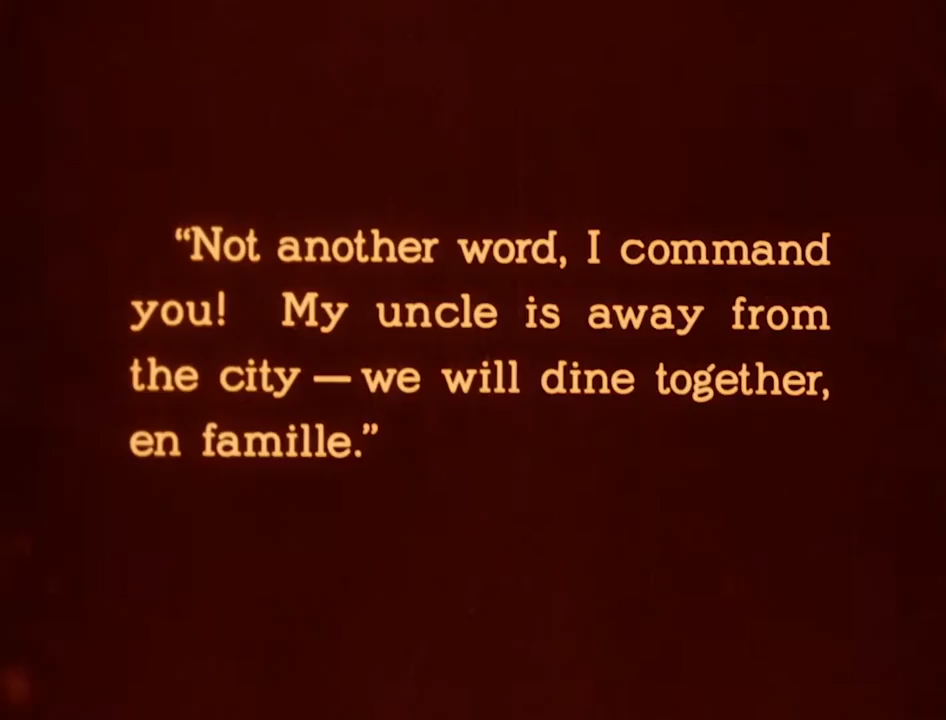 “Not another word, I command
you! My uncle is away from
the city — we will dine together,
en famille.”